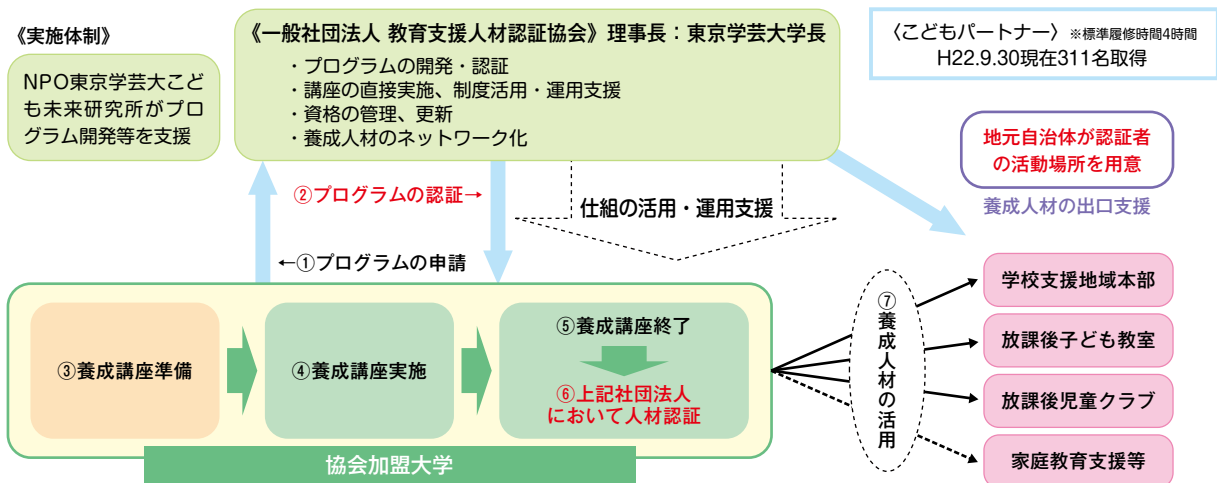 《実施体制》
NPO東京学芸大こど
も未来研究所がプロ
グラム開発等を支援
《一般社団法人 教育支援人材認証協会》理事長：東京学芸大学長
・プログラムの開発・認証
・講座の直接実施、制度活用・運用支援
・資格の管理、更新
・養成人材のネットワーク化
〈こどもパートナー〉※標準履修時間4時間
H22.9.30現在311名取得
地元自治体が認証者
の活動場所を用意
養成人材の出口支援
②プログラムの認証→
仕組の活用・運用支援
←①プログラムの申請
③養成講座準備
④養成講座実施
⑤養成講座終了
⑥上記社団法人
において人材認証
協会加盟大学
⑦養成人材の活用
学校支援地域本部
放課後子ども教室
放課後児童クラブ
家庭教育支援等